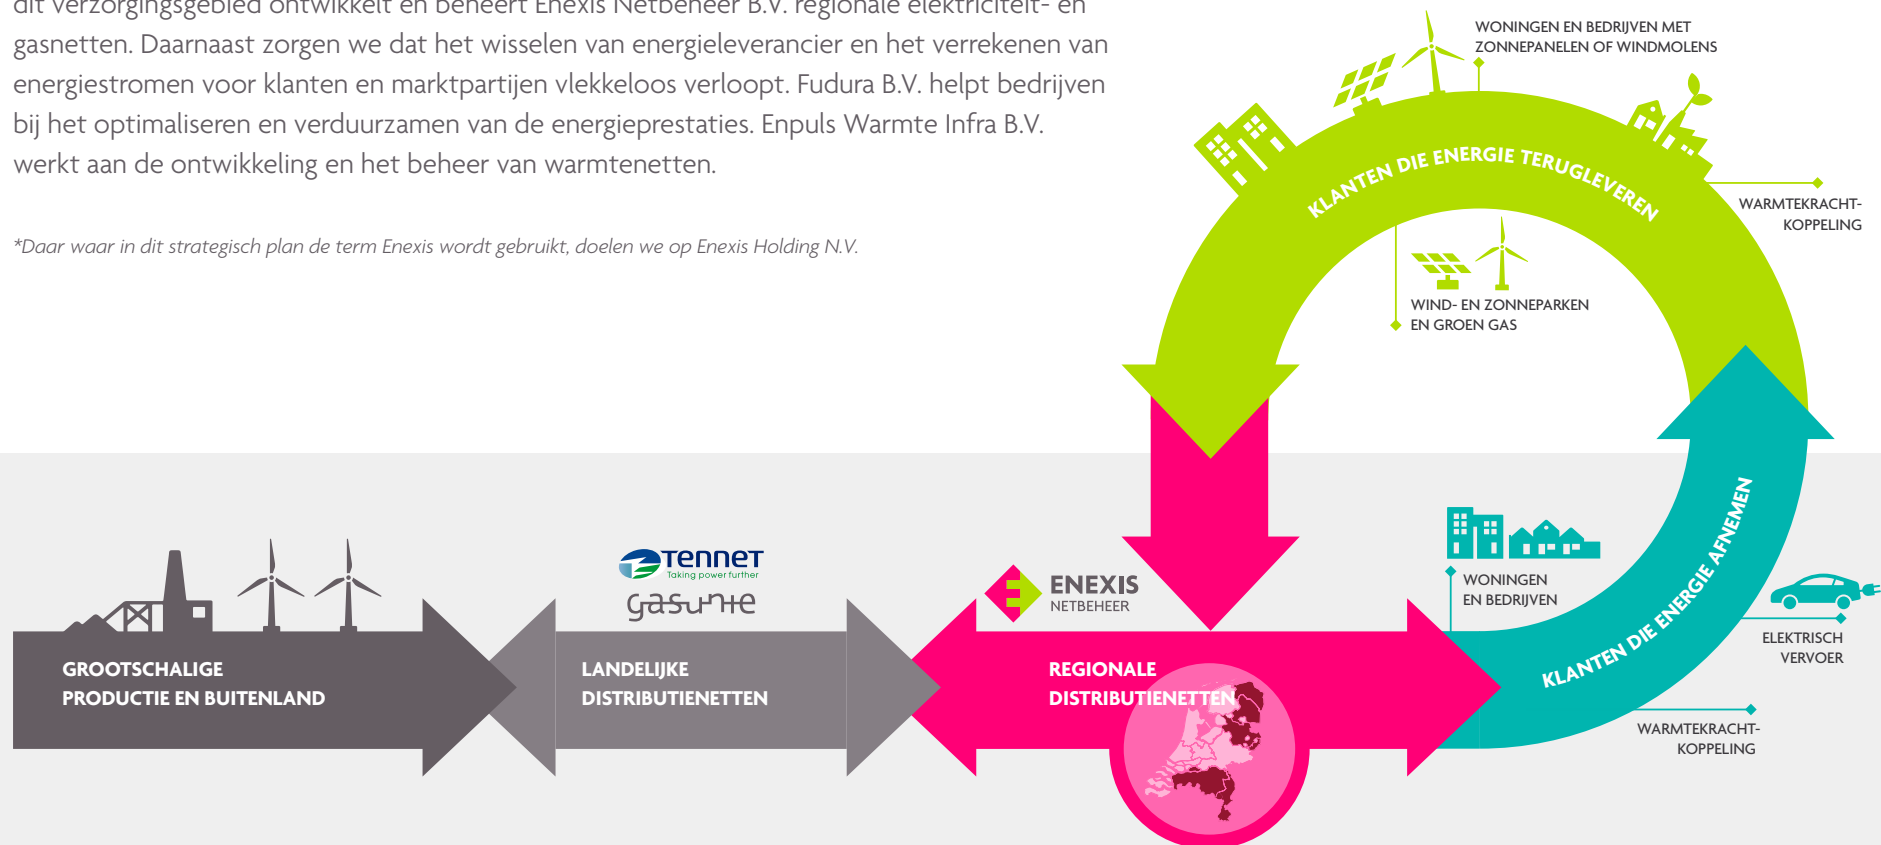 dit verzorgingsgebied ontwikkelt en beheert Enexis Netbeheer B.V. regionale elektriciteit- en
gasnetten. Daarnaast zorgen we dat het wisselen van energieleverancier en het verrekenen van
energiestromen voor klanten en marktpartijen vlekkeloos verloopt. Fudura B.V. helpt bedrijven
bij het optimaliseren en verduurzamen van de energieprestaties. Enpuls Warmte Infra B.V.
werkt aan de ontwikkeling en het beheer van warmtenetten.
*Daar waar in dit strategisch plan de term Enexis wordt gebruikt, doelen we op Enexis Holding N.V.
WONINGEN EN BEDRIJVEN MET
ZONNEPANELEN OF WINDMOLENS
KLANTEN DIE ENERGIE TERUGLEVEREN
WARMTEKRACHT-
KOPPELING
WIND- EN ZONNEPARKEN
EN GROEN GAS
TENNET
Taking power further
gasunie
ENEXIS
NETBEHEER
WONINGEN
EN BEDRIJVEN
KLANTEN DIE ENERGIE AFNEMEN
ELEKTRISCH
VERVOER
WARMTEKRACHT-
KOPPELING
GROOTSCHALIGE
PRODUCTIE EN BUITENLAND
LANDELIJKE
DISTRIBUTIENETTEN
REGIONALE
DISTRIBUTIENETTEN